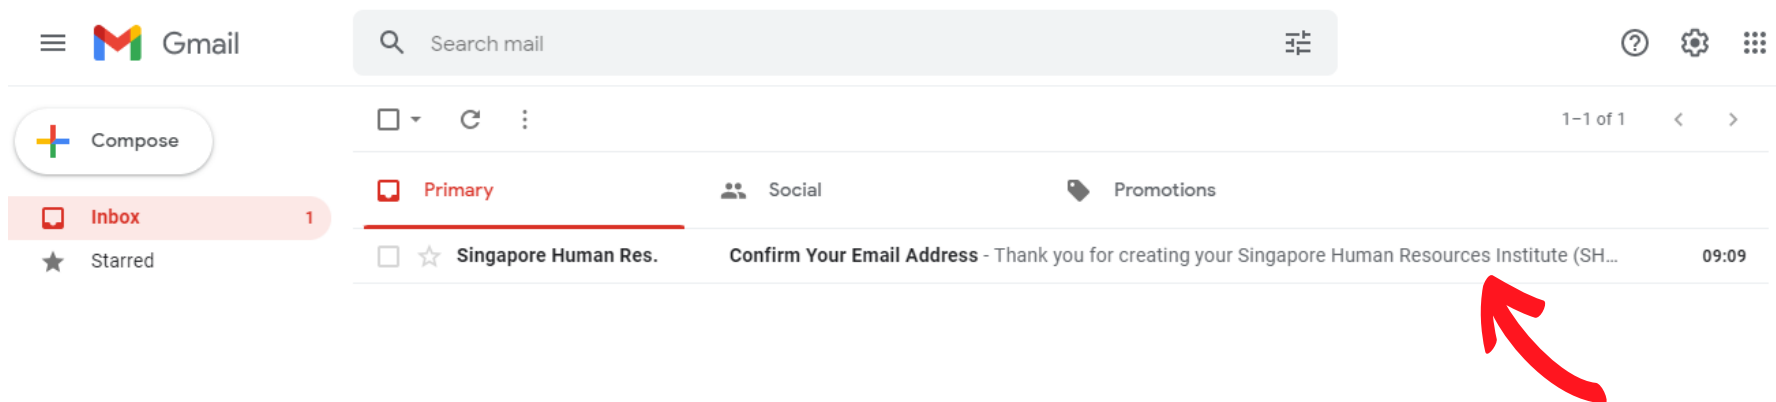 Gmail
Search mail
Compose
1–1 of 1
Primary
Social
Promotions
Inbox 1
Starred
Singapore Human Res. Confirm Your Email Address - Thank you for creating your Singapore Human Resources Institute (SH... 09:09